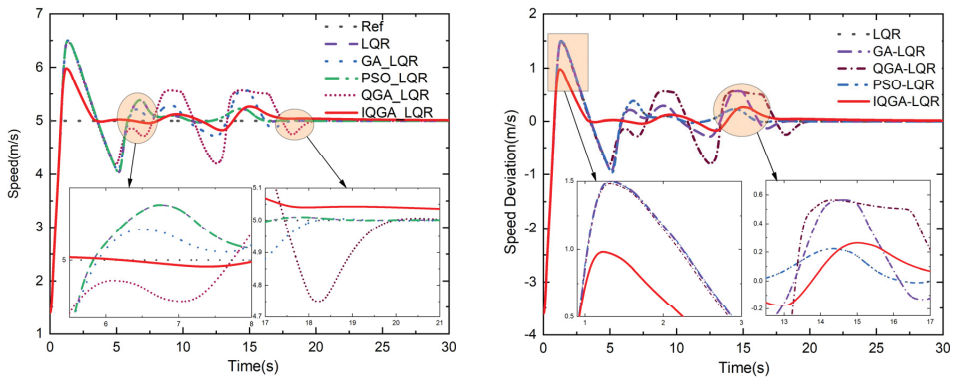 Speed(m/s)
7
6
5
4
3
2
1
0 5 10 15 20 25 30
Time(s)
Ref
LQR
GA_LQR
PSO_LQR
QGA_LQR
IQGA_LQR
5
6 7 8
5.1
5.0
4.9
4.8
4.7
17 18 19 20 21
Speed Deviation(m/s)
2
1
0
-1
-2
-3
-4
0 5 10 15 20 25 30
Time(s)
LQR
GA-LQR
QGA-LQR
PSO-LQR
IQGA-LQR
1.5
1.0
0.5
1 2 3
0.6
0.4
0.2
0.0
-0.2
13 14 15 16 17